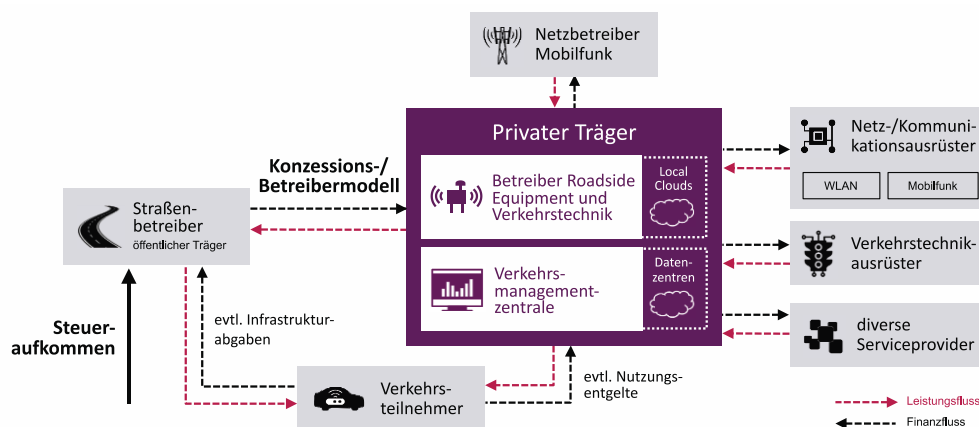 Netzbetreiber
Mobilfunk
Privater Träger
Betreiber Roadside
Equipment und
Verkehrstechnik
Local
Clouds
Verkehrs-
management-
zentrale
Daten-
zentren
Konzessions-/
Betreibermodell
Straßen-
betreiber
öffentlicher Träger
Steuer-
aufkommen
evtl. Infrastruktur-
abgaben
Verkehrs-
teilnehmer
evtl. Nutzungs-
entgelte
Netz-/Kommuni-
kationsausrüster
WLAN
Mobilfunk
Verkehrstechnik-
ausrüster
diverse
Serviceprovider
Leistungsfluss
Finanzfluss